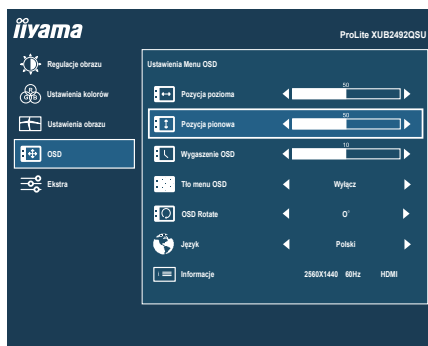 iiyama
ProLite XUB2492QSU
Regulacje obrazu
Ustawienia kolorów
R
G B
Ustawienia obrazu
OSD
Ekstra
Ustawienia Menu OSD
Pozycja pozioma
50
Pozycja pionowa
50
Wygaszenie OSD
10
Tło menu OSD
Wyłącz
OSD Rotate
O°
Język
Polski
Informacje
2560X1440 60Hz HDMI